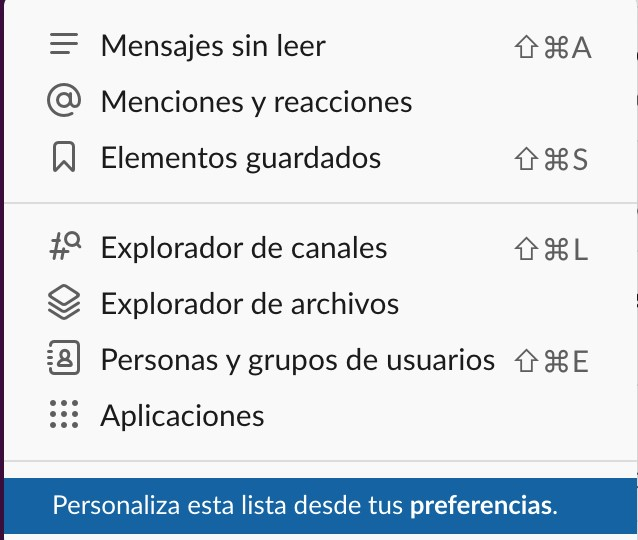 Mensajes sin leer ⇧⌘A
Menciones y reacciones
Elementos guardados ⇧⌘S
Explorador de canales ⇧⌘L
Explorador de archivos
Personas y grupos de usuarios ⇧⌘E
Aplicaciones
Personaliza esta lista desde tus preferencias.